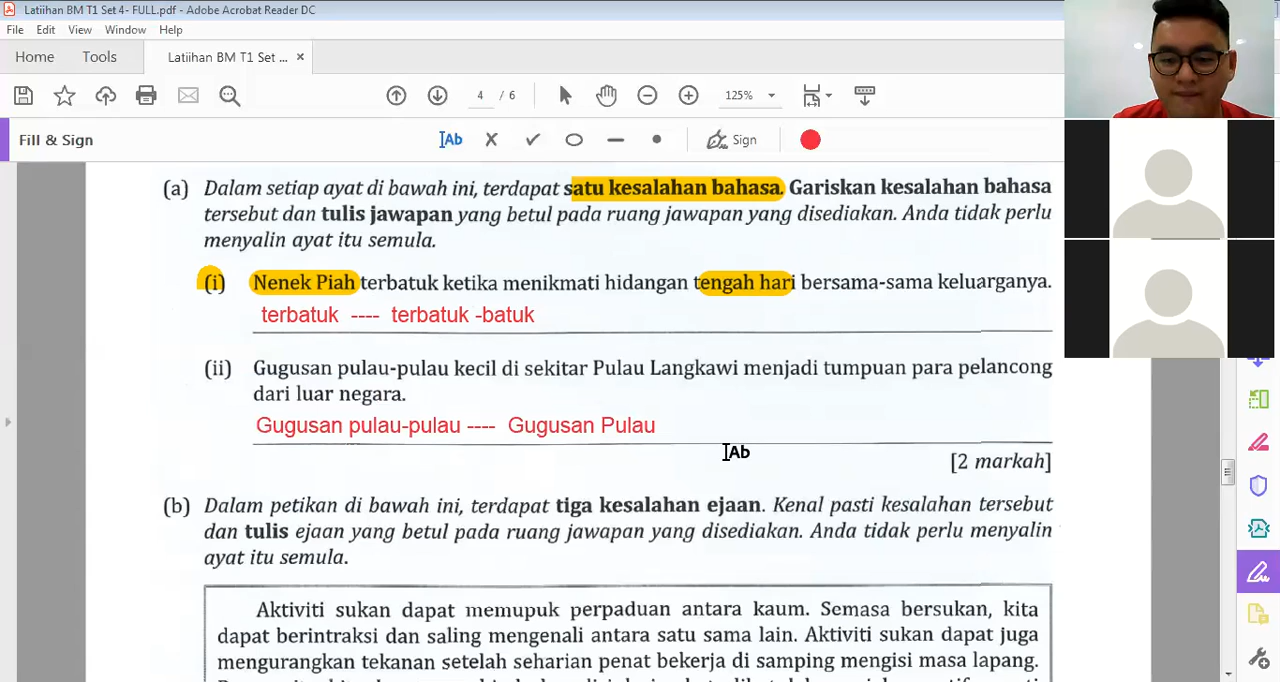 Latiihan BM T1 Set 4- FULL.pdf - Adobe Acrobat Reader DC
File Edit View Window Help
Home Tools Latiihan BM T1 Set ... ×
4 / 6 125%
Fill & Sign Ab Sign
(a) Dalam setiap ayat di bawah ini, terdapat satu kesalahan bahasa. Gariskan kesalahan bahasa
tersebut dan tulis jawapan yang betul pada ruang jawapan yang disediakan. Anda tidak perlu
menyalin ayat itu semula.
(i) Nenek Piah terbatuk ketika menikmati hidangan tengah hari bersama-sama keluarganya.
terbatuk ---- terbatuk -batuk
(ii) Gugusan pulau-pulau kecil di sekitar Pulau Langkawi menjadi tumpuan para pelancong
dari luar negara.
Gugusan pulau-pulau ---- Gugusan Pulau
Ab
[2 markah]
(b) Dalam petikan di bawah ini, terdapat tiga kesalahan ejaan. Kenal pasti kesalahan tersebut
dan tulis ejaan yang betul pada ruang jawapan yang disediakan. Anda tidak perlu menyalin
ayat itu semula.
Aktiviti sukan dapat memupuk perpaduan antara kaum. Semasa bersukan, kita
dapat berintraksi dan saling mengenali antara satu sama lain. Aktiviti sukan dapat juga
mengurangkan tekanan setelah seharian penat bekerja di samping mengisi masa lapang.